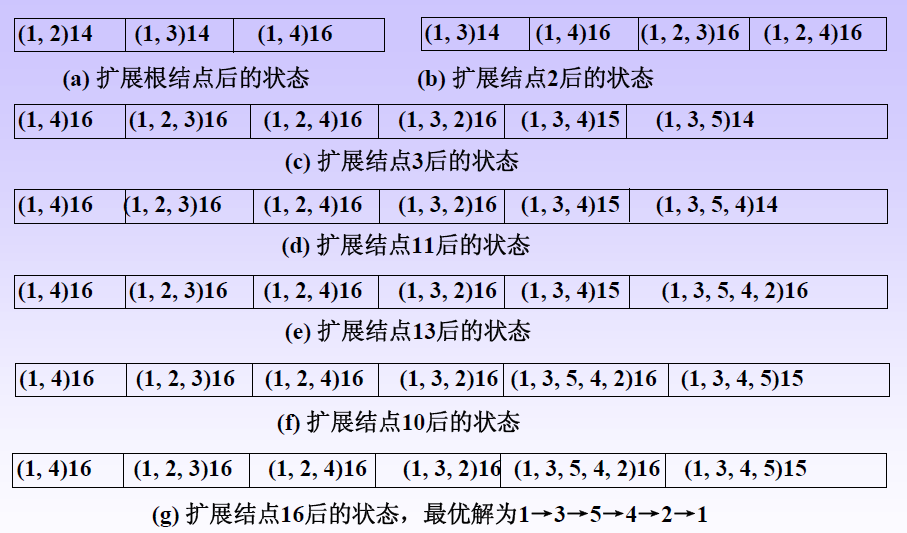 (1, 2)14 (1, 3)14 (1, 4)16
(a) 扩展根结点后的状态
(1, 3)14 (1, 4)16 (1, 2, 3)16 (1, 2, 4)16
(b) 扩展结点2后的状态
(1, 4)16 (1, 2, 3)16 (1, 2, 4)16 (1, 3, 2)16 (1, 3, 4)15 (1, 3, 5)14
(c) 扩展结点3后的状态
(1, 4)16 (1, 2, 3)16 (1, 2, 4)16 (1, 3, 2)16 (1, 3, 4)15 (1, 3, 5, 4)14
(d) 扩展结点11后的状态
(1, 4)16 (1, 2, 3)16 (1, 2, 4)16 (1, 3, 2)16 (1, 3, 4)15 (1, 3, 5, 4, 2)16
(e) 扩展结点13后的状态
(1, 4)16 (1, 2, 3)16 (1, 2, 4)16 (1, 3, 2)16 (1, 3, 5, 4, 2)16 (1, 3, 4, 5)15
(f) 扩展结点10后的状态
(1, 4)16 (1, 2, 3)16 (1, 2, 4)16 (1, 3, 2)16 (1, 3, 5, 4, 2)16 (1, 3, 4, 5)15
(g) 扩展结点16后的状态，最优解为1→3→5→4→2→1